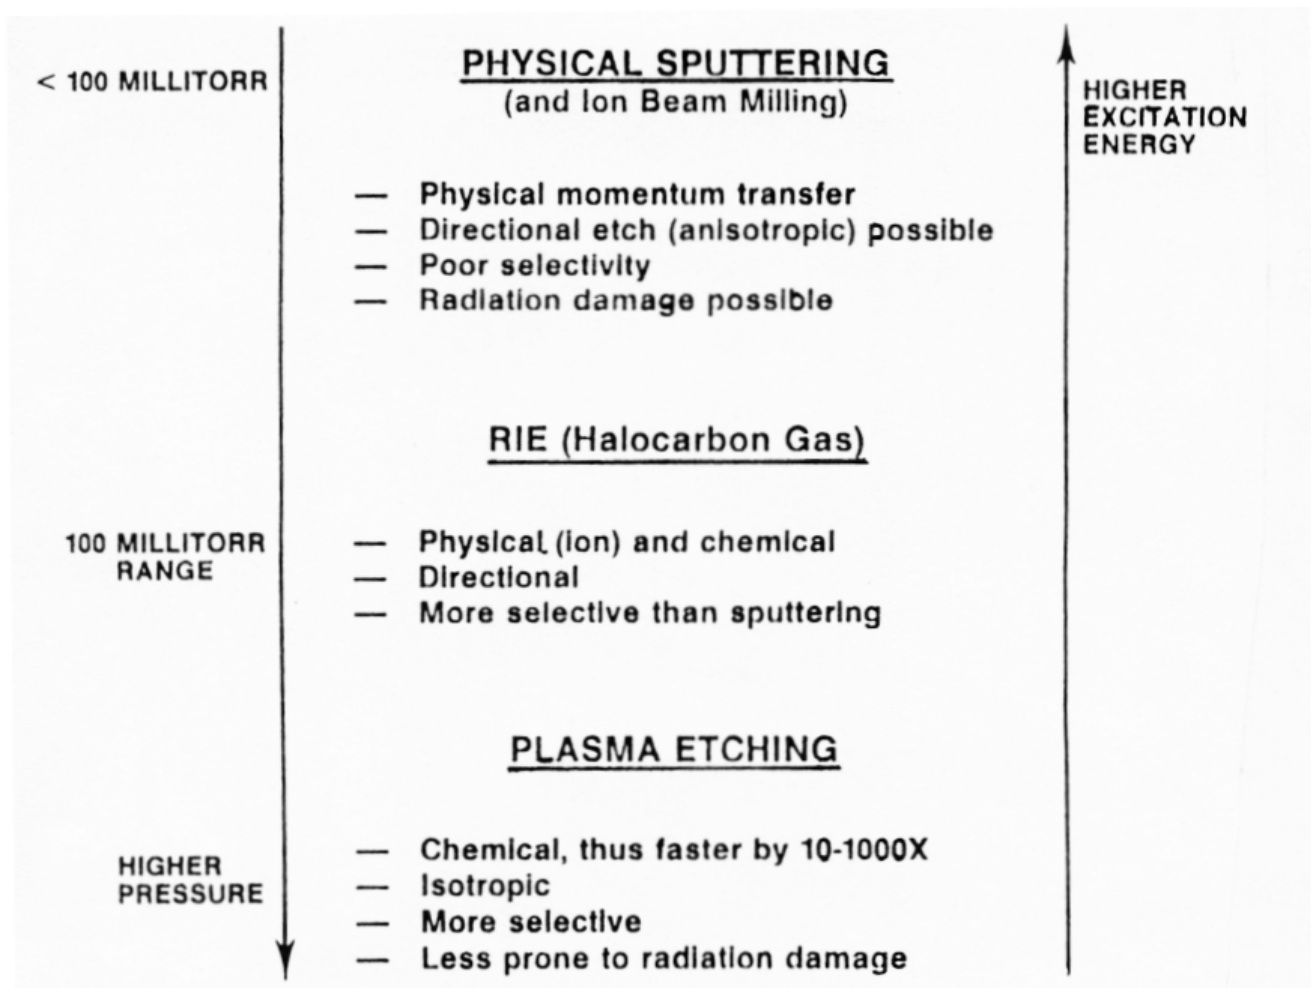 < 100 MILLITORR
PHYSICAL SPUTTERING
(and Ion Beam Milling)
HIGHER
EXCITATION
ENERGY
— Physical momentum transfer
— Directional etch (anisotropic) possible
— Poor selectivity
— Radiation damage possible
RIE (Halocarbon Gas)
100 MILLITORR
RANGE
— Physical (ion) and chemical
— Directional
— More selective than sputtering
PLASMA ETCHING
HIGHER
PRESSURE
— Chemical, thus faster by 10-1000X
— Isotropic
— More selective
— Less prone to radiation damage